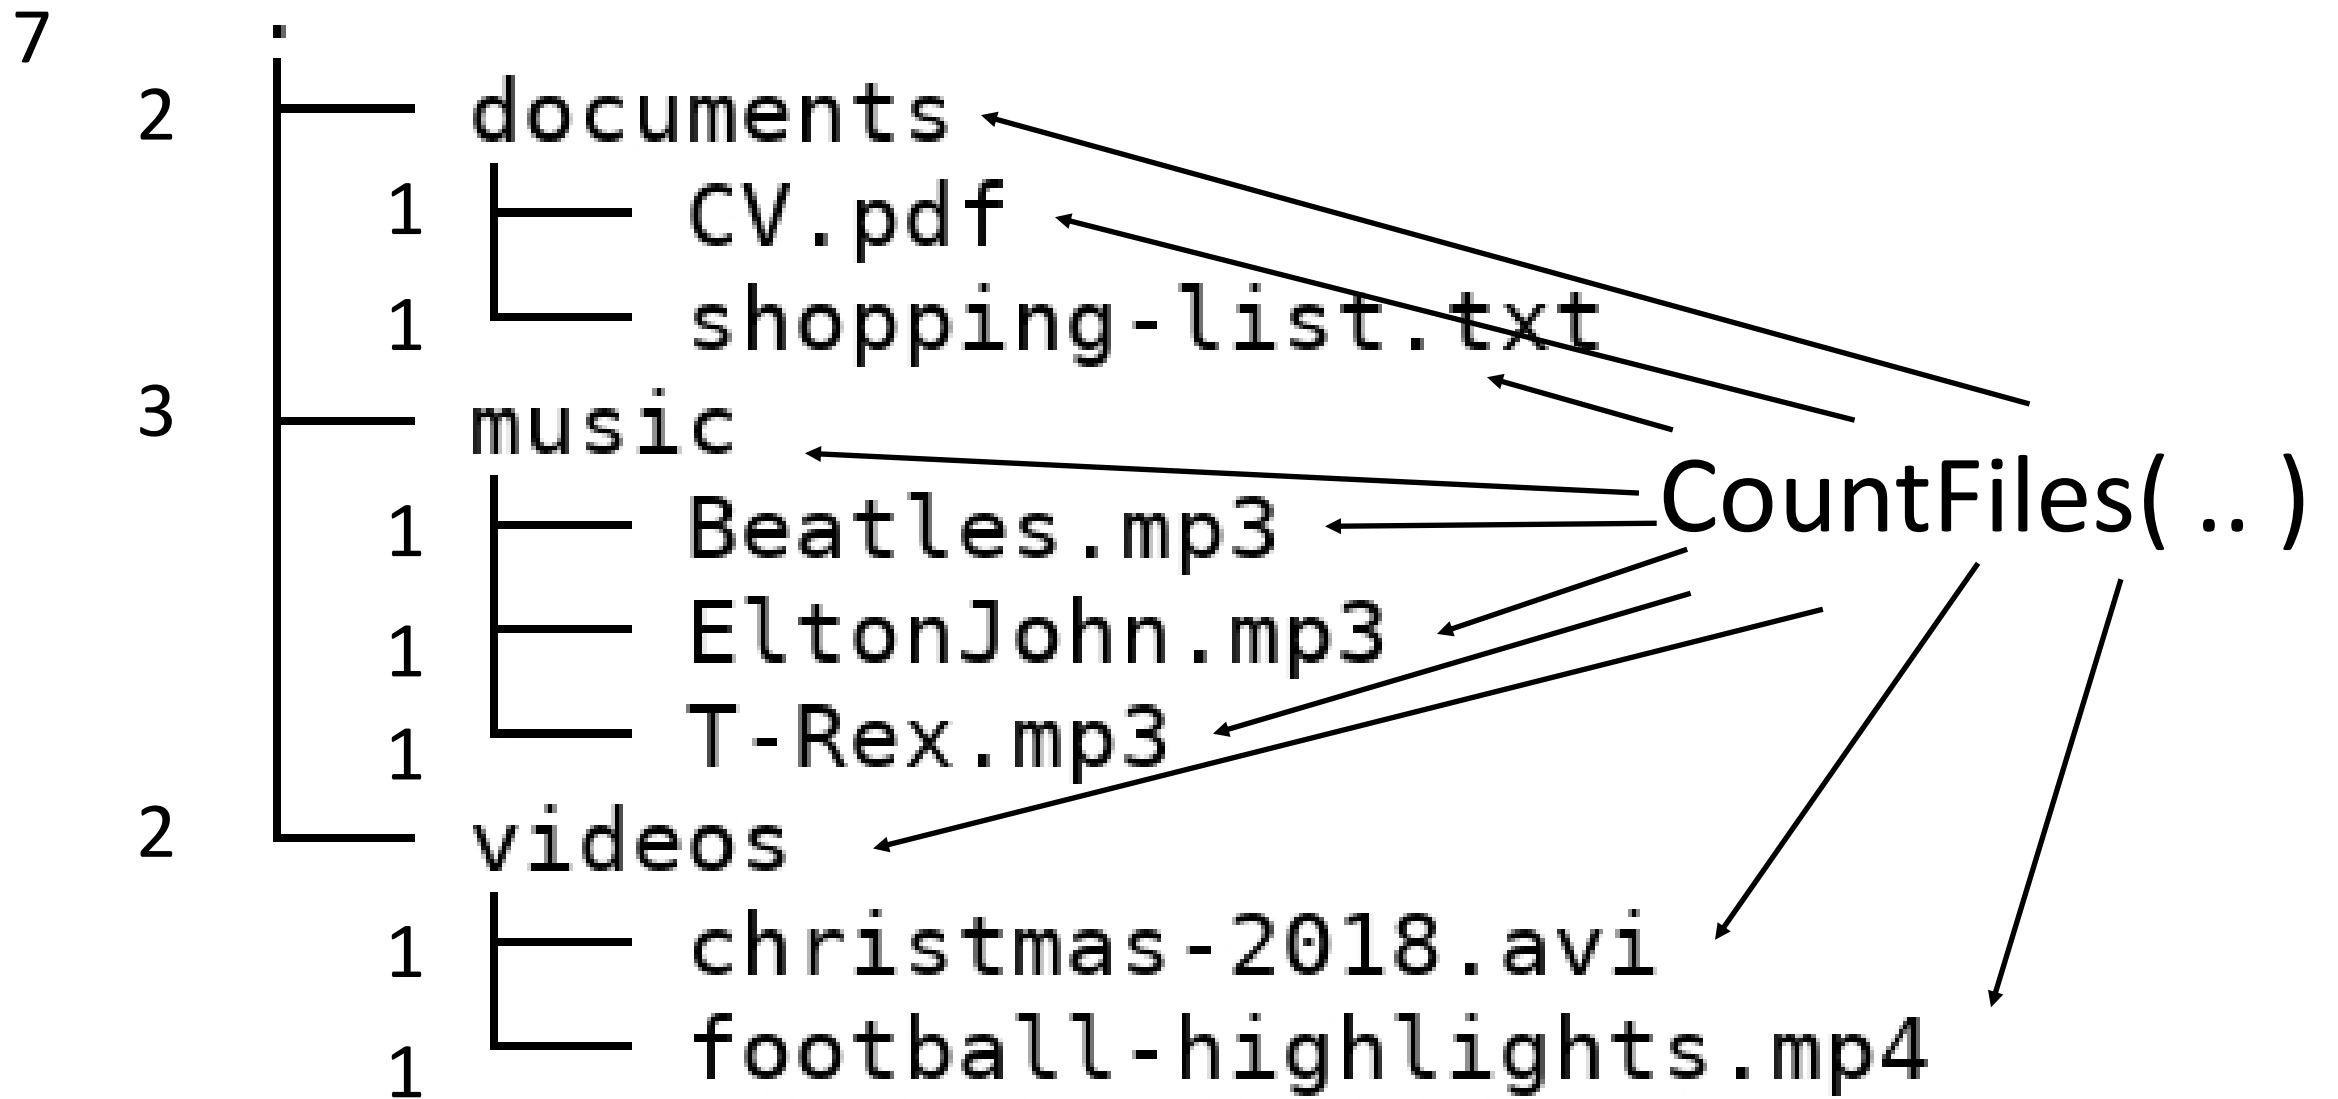 7 .
2 documents
1 CV.pdf
1 shopping-list.txt
3 music
CountFiles( .. )
1 Beatles.mp3
1 EltonJohn.mp3
1 T-Rex.mp3
2 videos
1 christmas-2018.avi
1 football-highlights.mp4